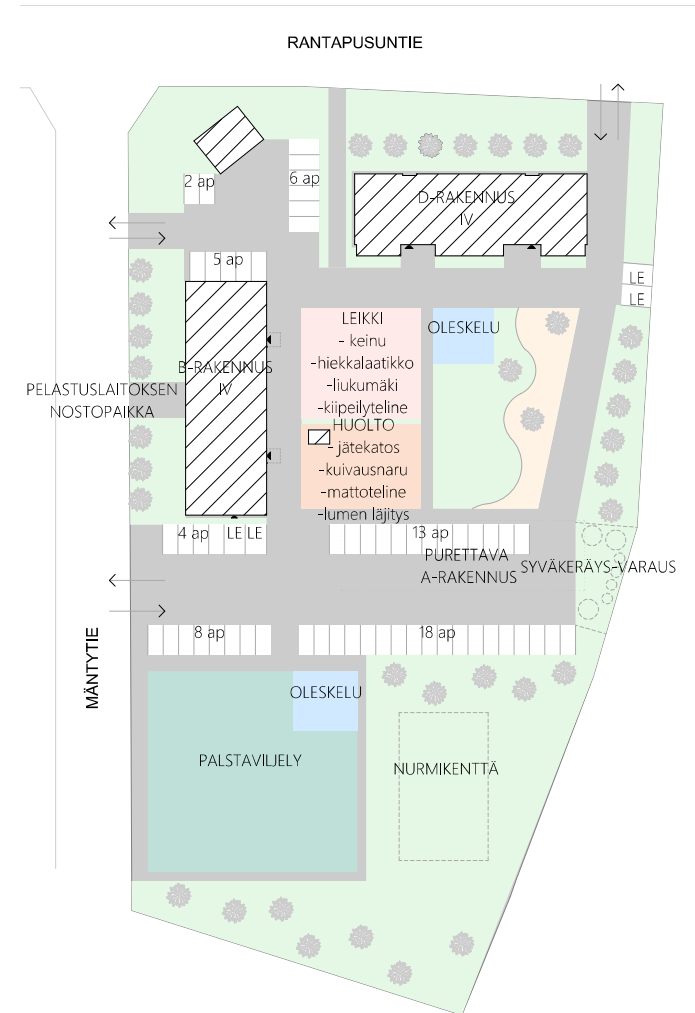 RANTAPUSUNTIE
2 ap
6 ap
D-RAKENNUS
IV
5 ap
LE
LE
LEIKKI
- keinu
-hiekkalaatikko
-liukumäki
-kiipeilyteline
OLESKELU
B-RAKENNUS
IV
PELASTUSLAITOKSEN
NOSTOPAIKKA
HUOLTO
- jätekatos
-kuivausnaru
-mattoteline
-lumen läjitys
4 ap
LE LE
13 ap
PURETTAVA
A-RAKENNUS
SYVÄKERÄYS-VARAUS
8 ap
18 ap
MÄNTYTIE
OLESKELU
PALSTAVILJELY
NURMIKENTTÄ